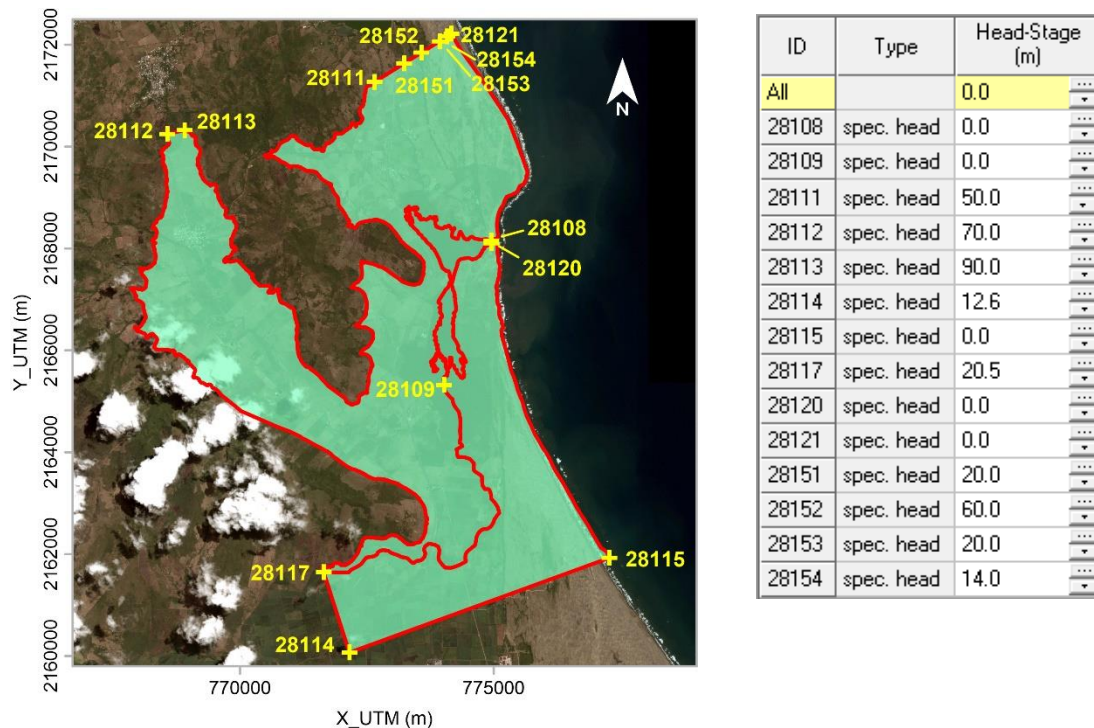 28152
28121
28154
28111
28153
28151
28112
28113
N
28108
28120
28109
28117
28115
28114
2172000
2170000
2168000
2166000
2164000
2162000
2160000
Y_UTM (m)
770000
775000
X_UTM (m)
ID Type Head-Stage (m)
All 0.0
28108 spec. head 0.0
28109 spec. head 0.0
28111 spec. head 50.0
28112 spec. head 70.0
28113 spec. head 90.0
28114 spec. head 12.6
28115 spec. head 0.0
28117 spec. head 20.5
28120 spec. head 0.0
28121 spec. head 0.0
28151 spec. head 20.0
28152 spec. head 60.0
28153 spec. head 20.0
28154 spec. head 14.0